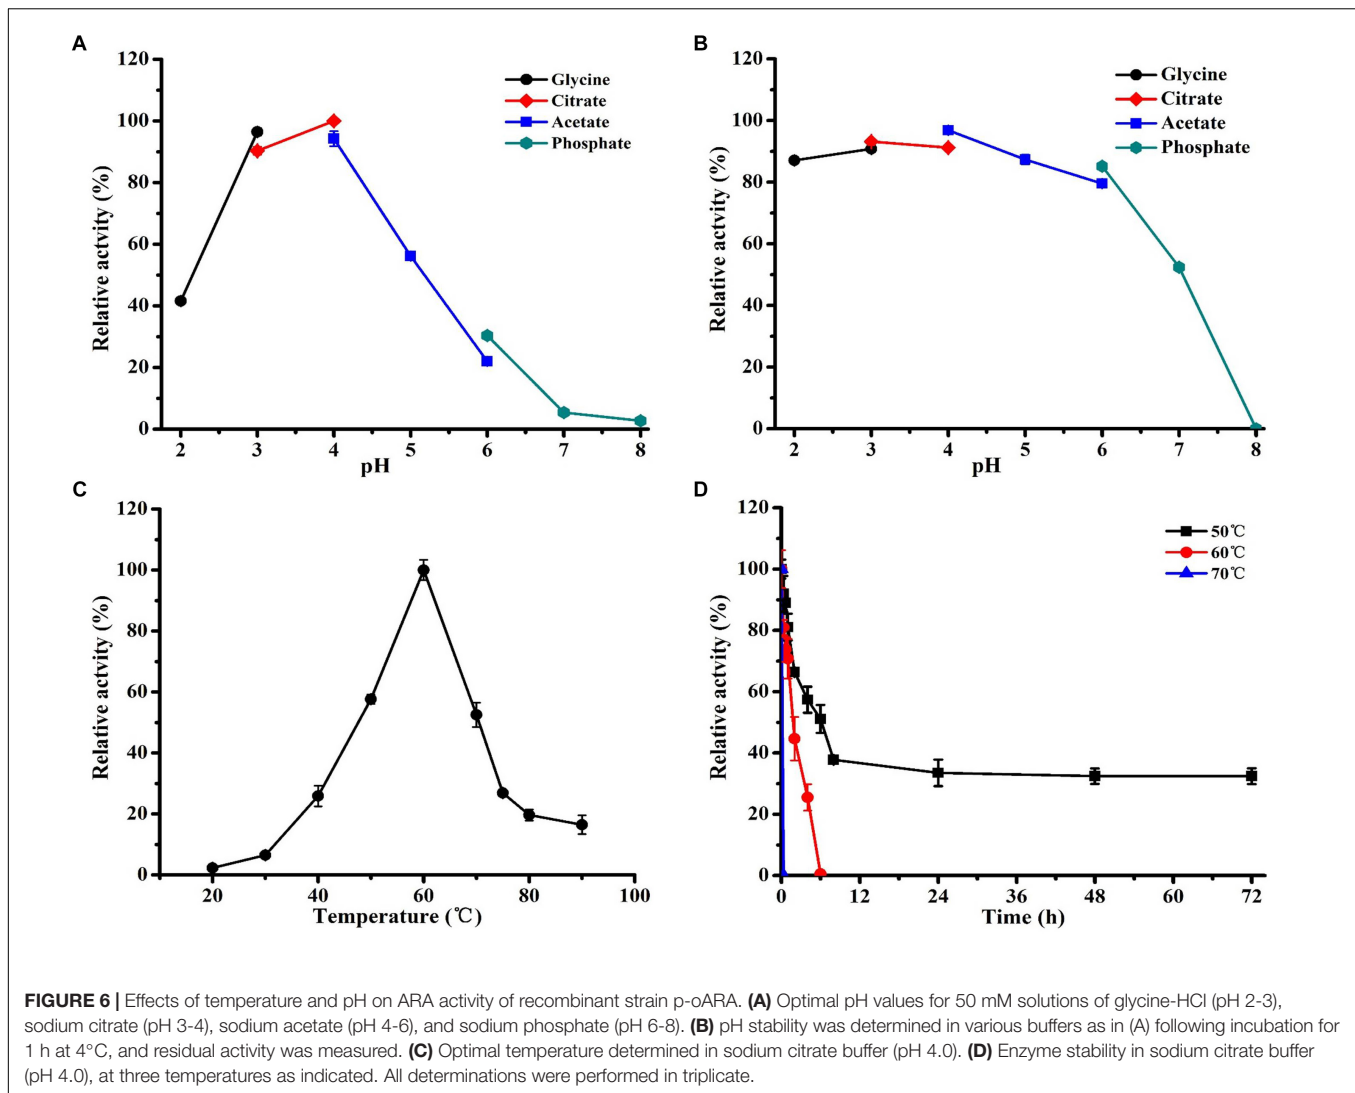 A
120
100
80
60
40
20
0
Relative actvity (%)
2 3 4 5 6 7 8
pH
Glycine
Citrate
Acetate
Phosphate
B
120
100
80
60
40
20
0
Relative actvity (%)
2 3 4 5 6 7 8
pH
Glycine
Citrate
Acetate
Phosphate
C
120
100
80
60
40
20
0
Relative actvity (%)
20 40 60 80 100
Temperature (℃)
D
120
100
80
60
40
20
0
Relative actvity (%)
0 12 24 36 48 60 72
Time (h)
50℃
60℃
70℃
FIGURE 6 | Effects of temperature and pH on ARA activity of recombinant strain p-oARA. (A) Optimal pH values for 50 mM solutions of glycine-HCl (pH 2-3),
sodium citrate (pH 3-4), sodium acetate (pH 4-6), and sodium phosphate (pH 6-8). (B) pH stability was determined in various buffers as in (A) following incubation for
1 h at 4°C, and residual activity was measured. (C) Optimal temperature determined in sodium citrate buffer (pH 4.0). (D) Enzyme stability in sodium citrate buffer
(pH 4.0), at three temperatures as indicated. All determinations were performed in triplicate.